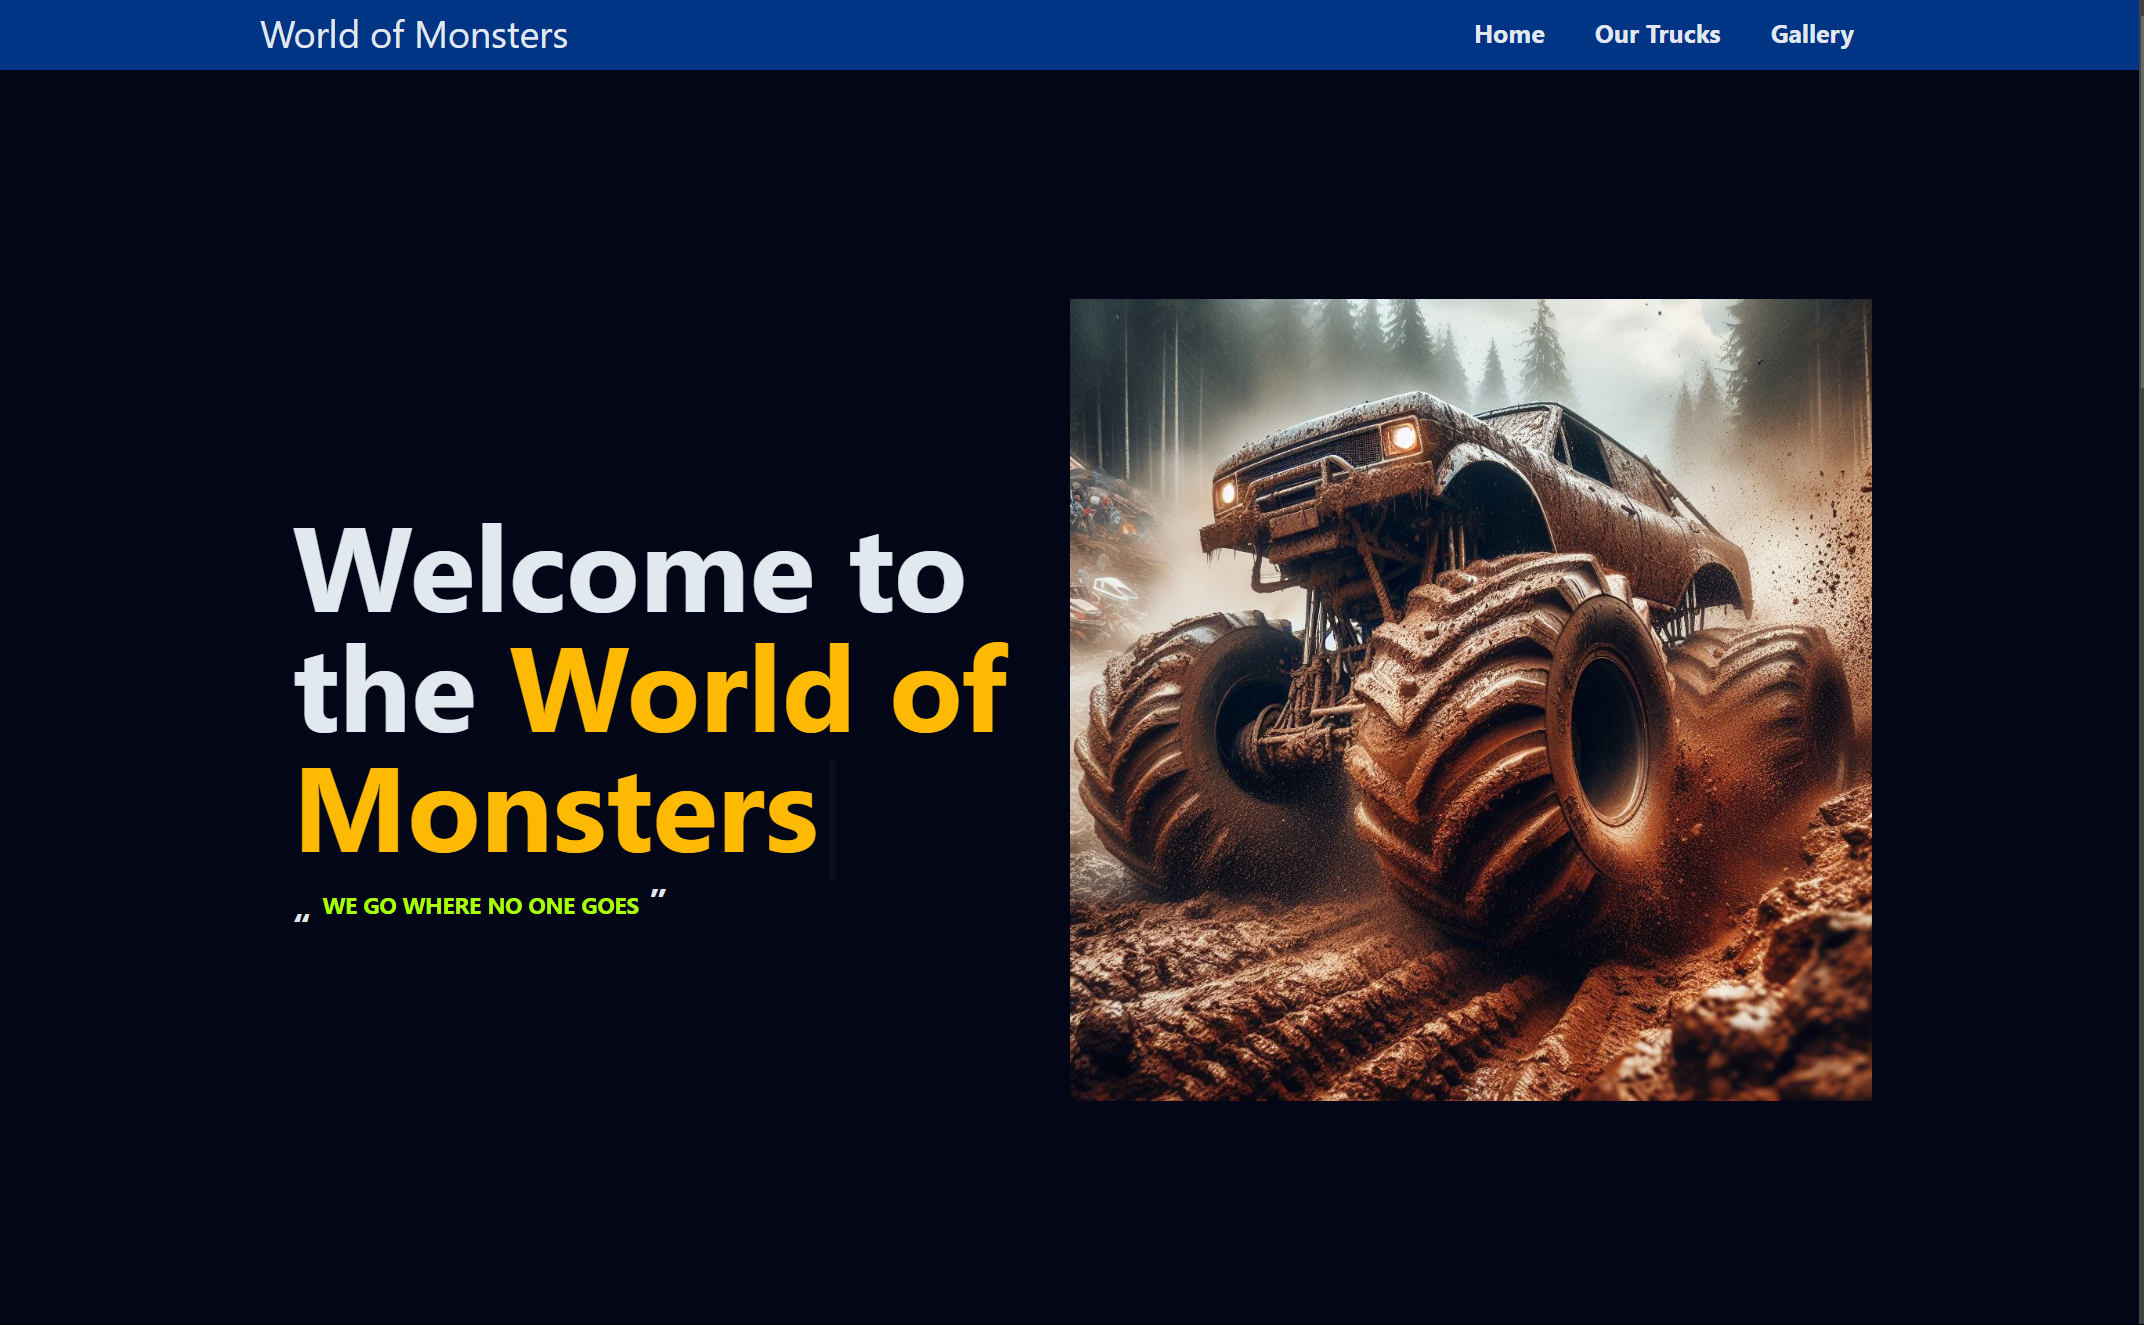 World of Monsters
Home
Our Trucks
Gallery
Welcome to
the World of
Monsters
„ WE GO WHERE NO ONE GOES ”